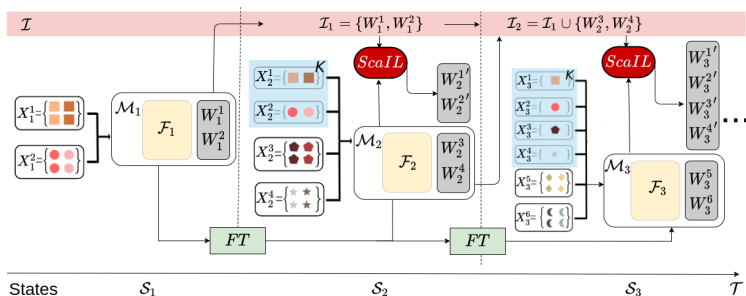 𝓘
𝓘₁ = {W₁¹, W₁²}
𝓘₂ = 𝓘₁ ∪ {W₂³, W₂⁴}
X₁¹={ }
X₁²={ }
𝓜₁
𝓕₁
W₁¹
W₁²
FT
K
X₂¹={ }
X₂²={ }
X₂³={ }
X₂⁴={ }
ScaIL
W₂¹′
W₂²′
𝓜₂
𝓕₂
W₂³
W₂⁴
FT
K
X₃¹={ }
X₃²={ }
X₃³={ }
X₃⁴={ }
X₃⁵={ }
X₃⁶={ }
ScaIL
W₃¹′
W₃²′
W₃³′
W₃⁴′
...
𝓜₃
𝓕₃
W₃⁵
W₃⁶
States 𝓢₁ 𝓢₂ 𝓢₃ 𝓣